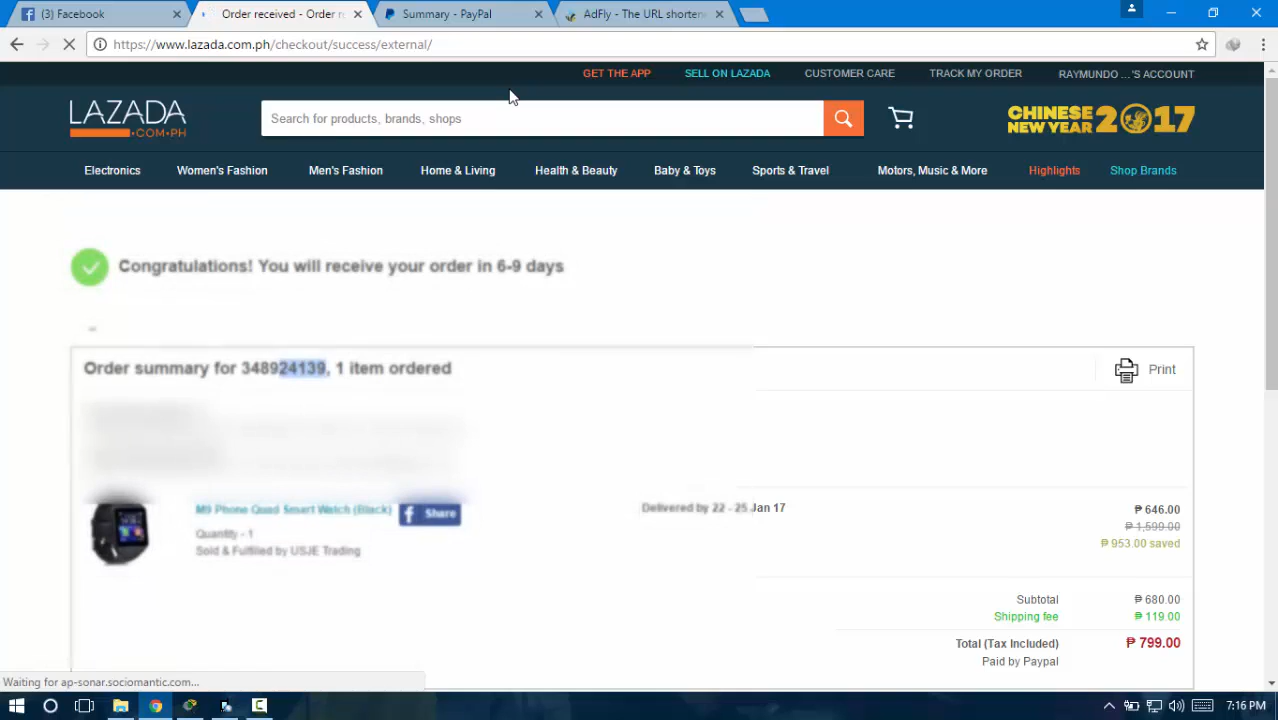 Facebook
Order received - Order r
Summary - PayPal
AdFly - The URL shortene
https://www.lazada.com.ph/checkout/success/external/
GET THE APP
SELL ON LAZADA
CUSTOMER CARE
TRACK MY ORDER
RAYMUNDO ...'S ACCOUNT
LAZADA
.COM.PH
Search for products, brands, shops
CHINESE
NEW YEAR 2017
Electronics
Women's Fashion
Men's Fashion
Home & Living
Health & Beauty
Baby & Toys
Sports & Travel
Motors, Music & More
Highlights
Shop Brands
Congratulations! You will receive your order in 6-9 days
Order summary for 348924139, 1 item ordered
Print
M9 Phone Quad Smart Watch (Black)
Share
Delivered by 22 - 25 Jan 17
₱ 646.00
Quantity - 1
₱ 1,599.00
Sold & Fulfilled by USJE Trading
₱ 953.00 saved
Subtotal ₱ 680.00
Shipping fee ₱ 119.00
Total (Tax Included) ₱ 799.00
Paid by Paypal
Waiting for ap-sonar.sociomantic.com...
7:16 PM